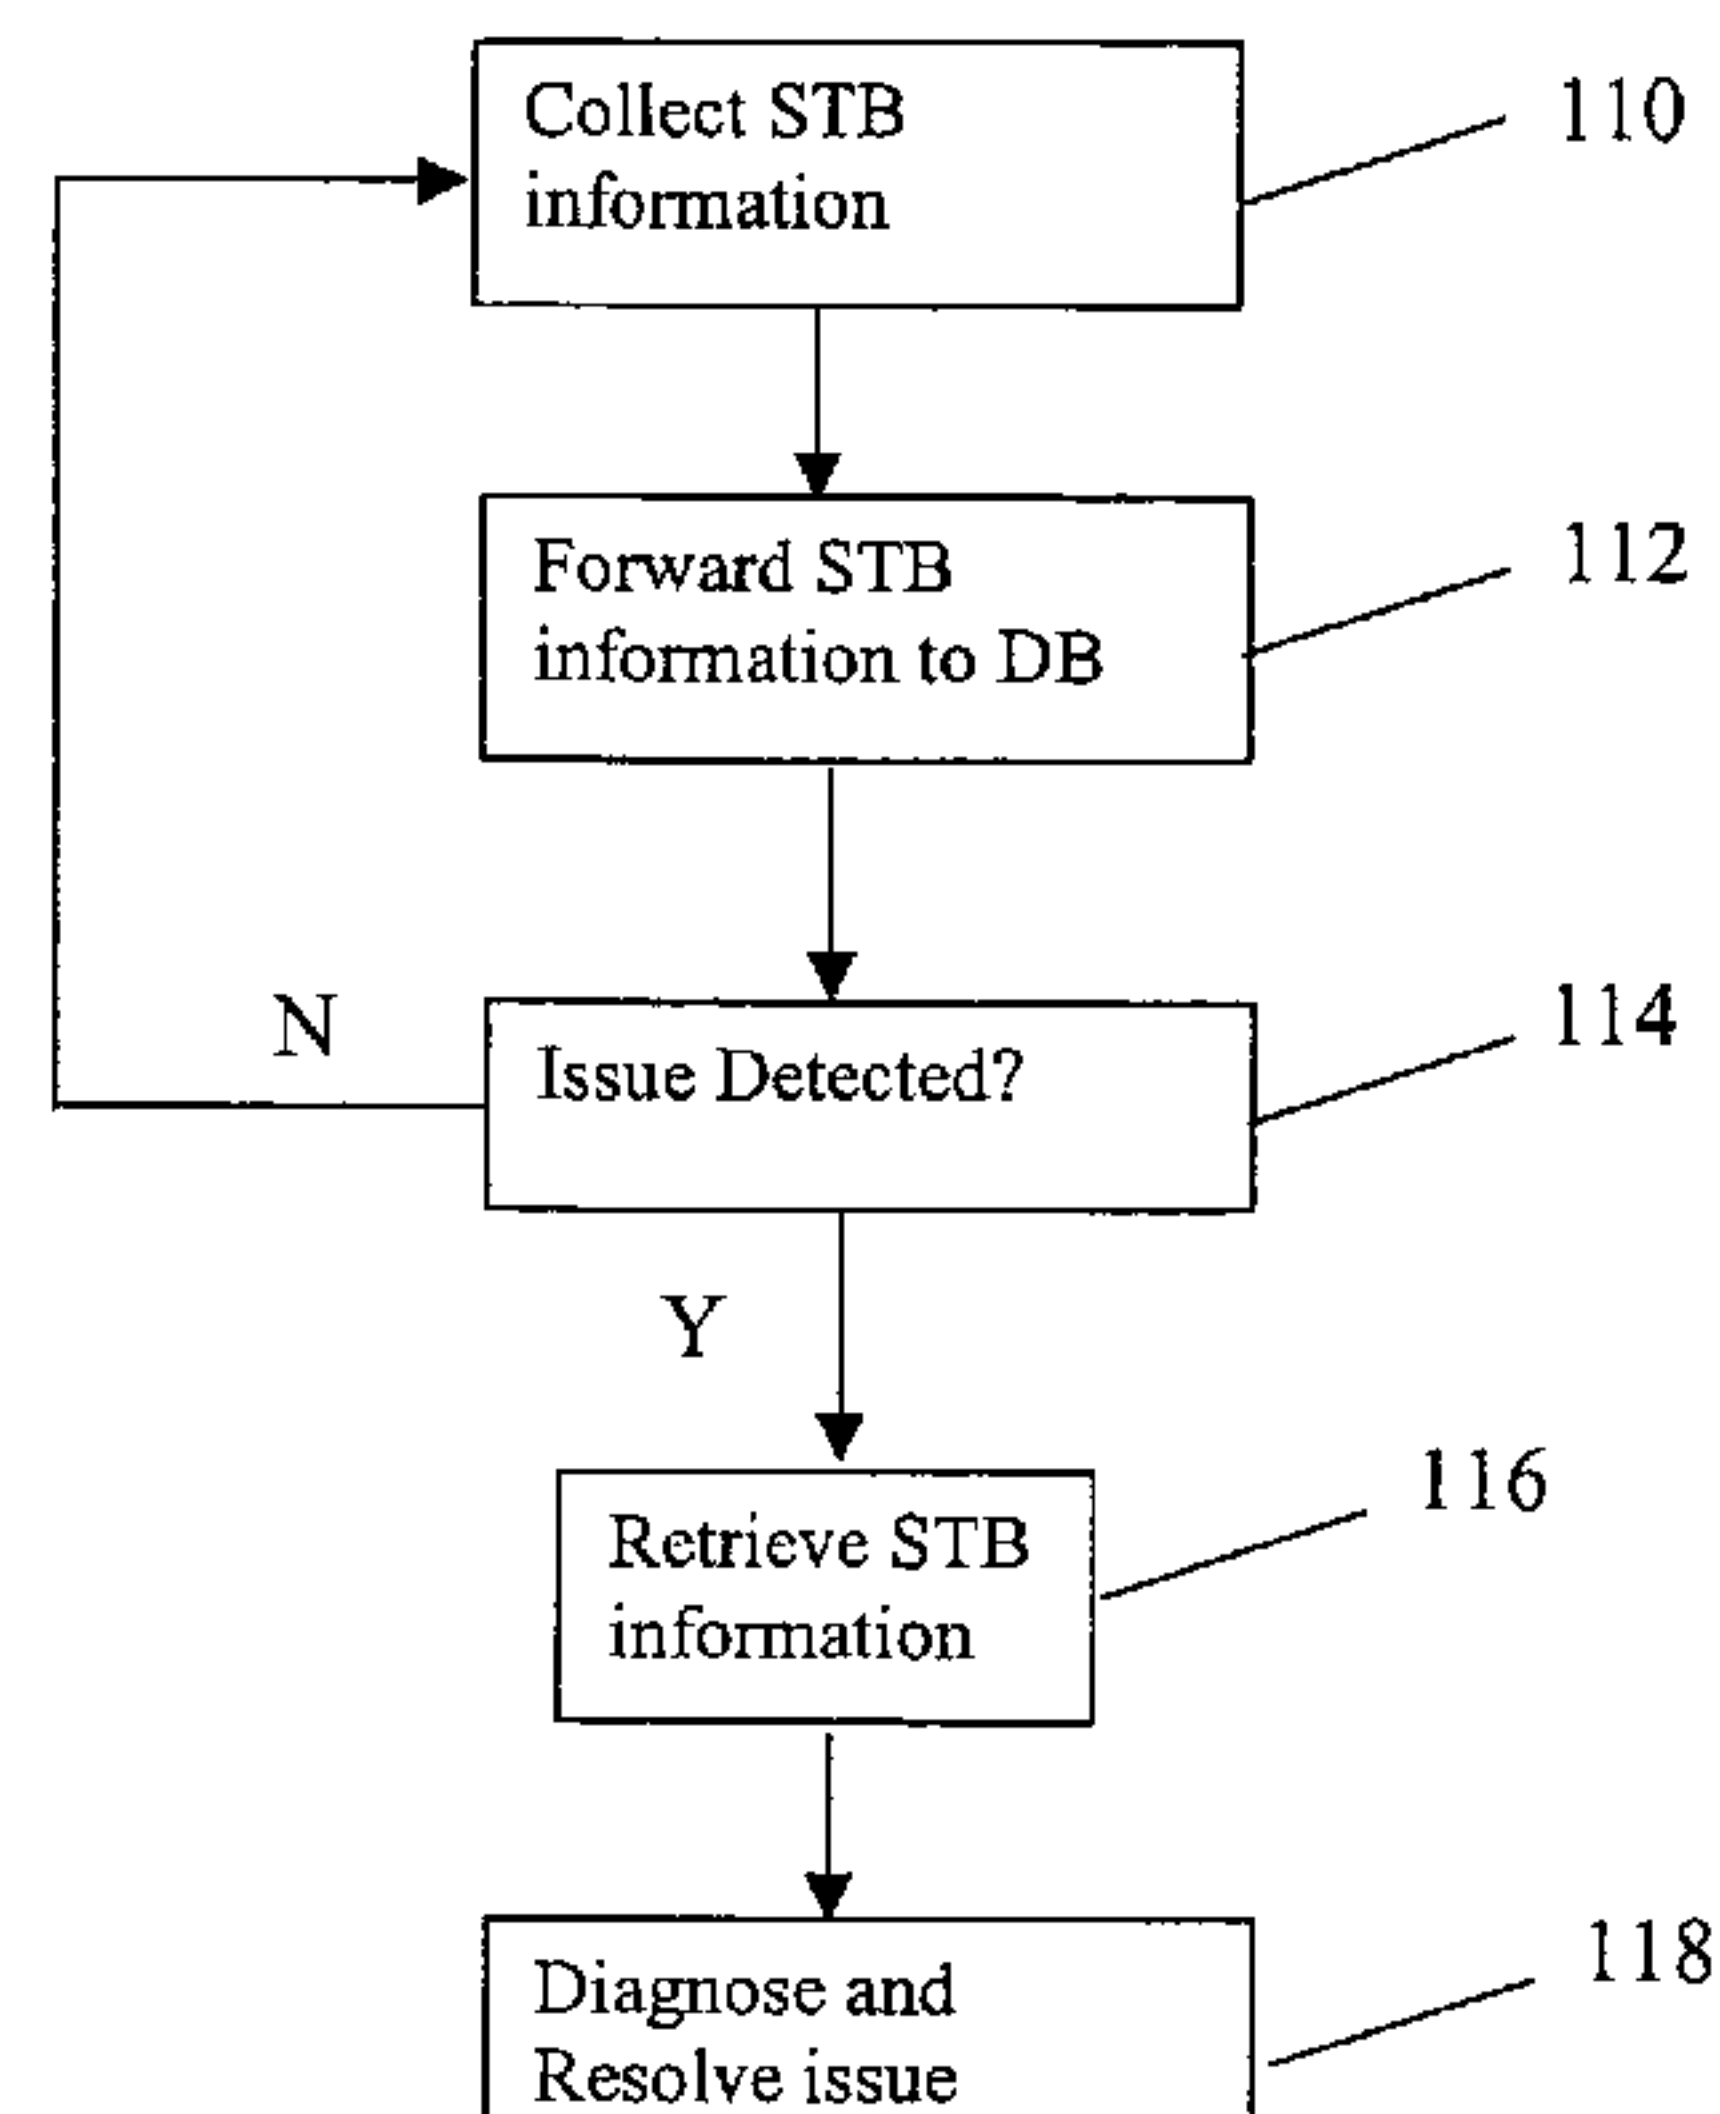 Collect STB
information
110
Forward STB
information to DB
112
N
Issue Detected?
114
Y
Retrieve STB
information
116
Diagnose and
Resolve issue
118